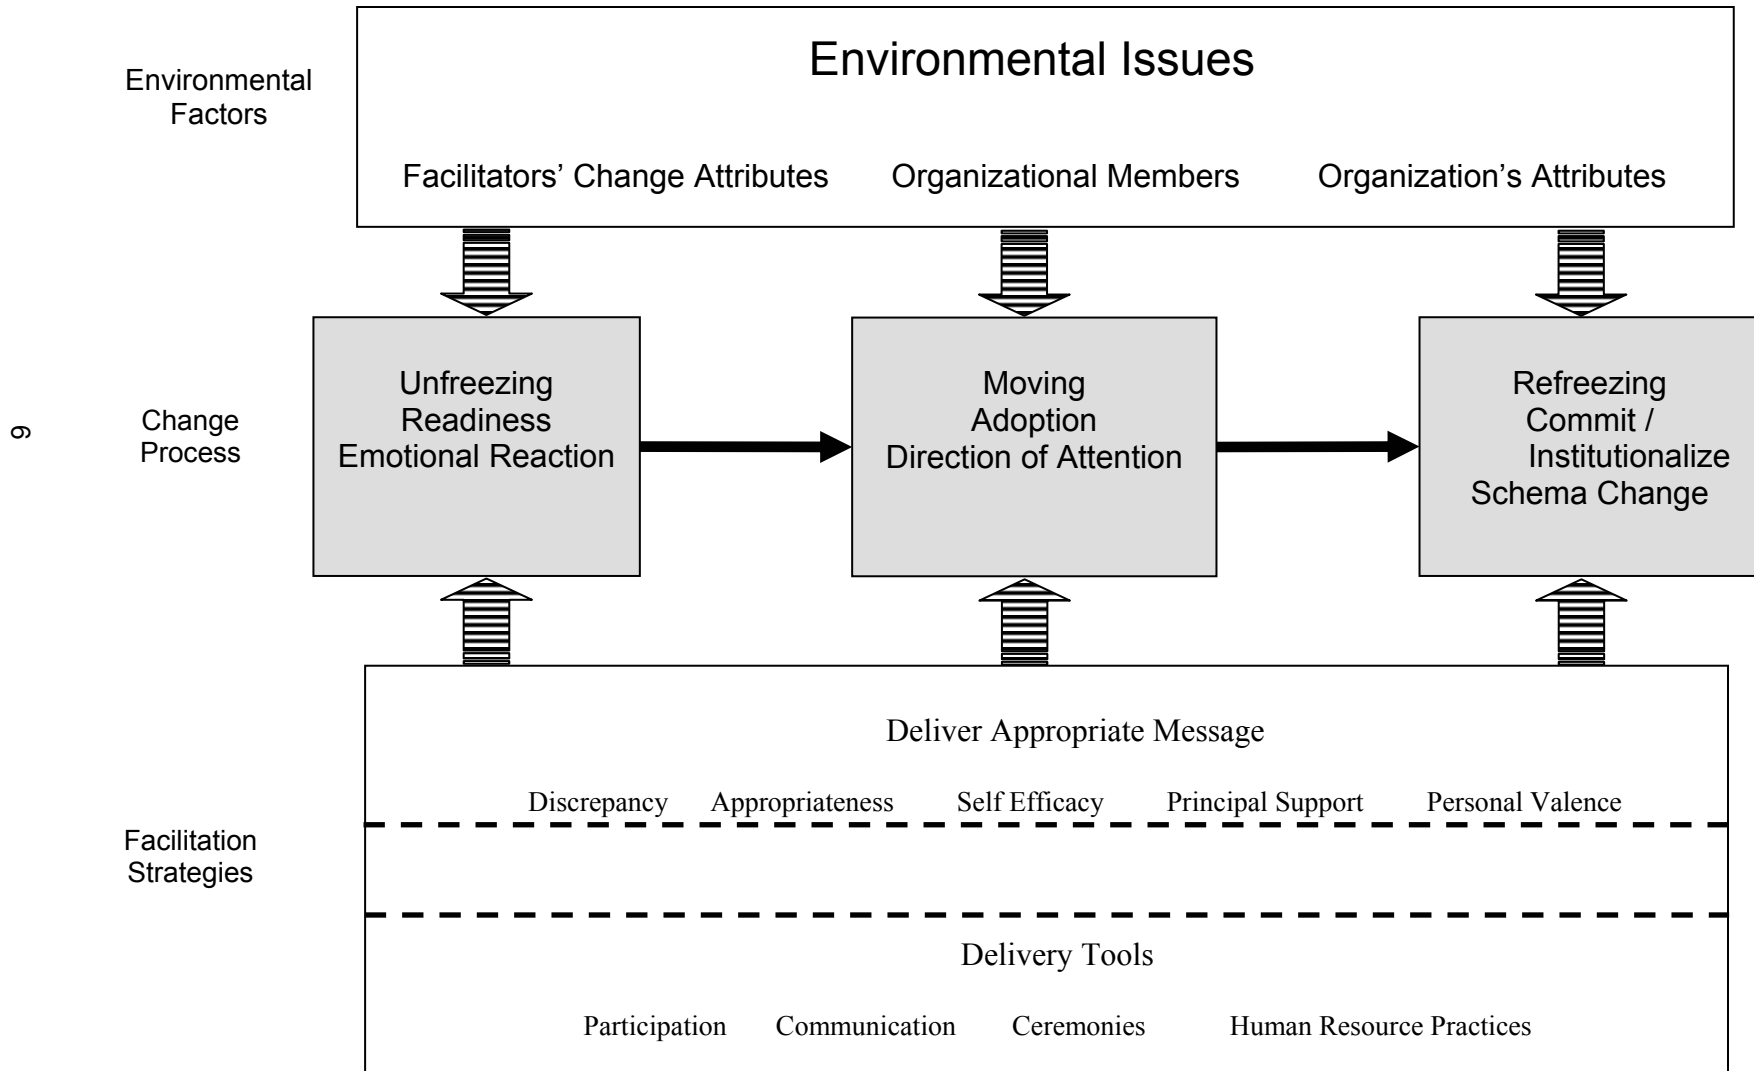 Environmental Issues
Environmental
Factors
Facilitators’ Change Attributes Organizational Members Organization’s Attributes
Unfreezing
Readiness
Emotional Reaction
Moving
Adoption
Direction of Attention
Refreezing
Commit /
Institutionalize
Schema Change
Change
Process
9
Deliver Appropriate Message
Discrepancy Appropriateness Self Efficacy Principal Support Personal Valence
Facilitation
Strategies
Delivery Tools
Participation Communication Ceremonies Human Resource Practices